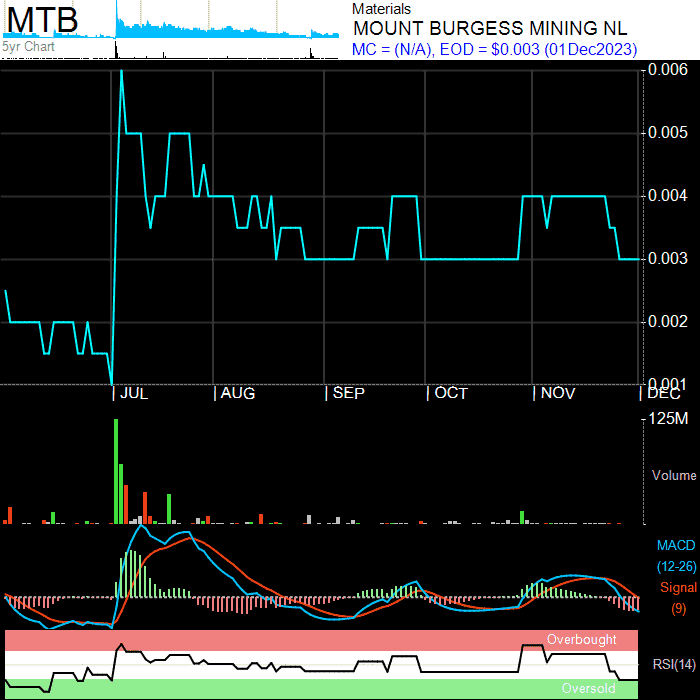 MTB
5yr Chart
Materials
MOUNT BURGESS MINING NL
MC = (N/A), EOD = $0.003 (01Dec2023)
0.006
0.005
0.004
0.003
0.002
0.001
JUL AUG SEP OCT NOV DEC
125M
Volume
MACD
(12-26)
Signal
(9)
Overbought
RSI(14)
Oversold